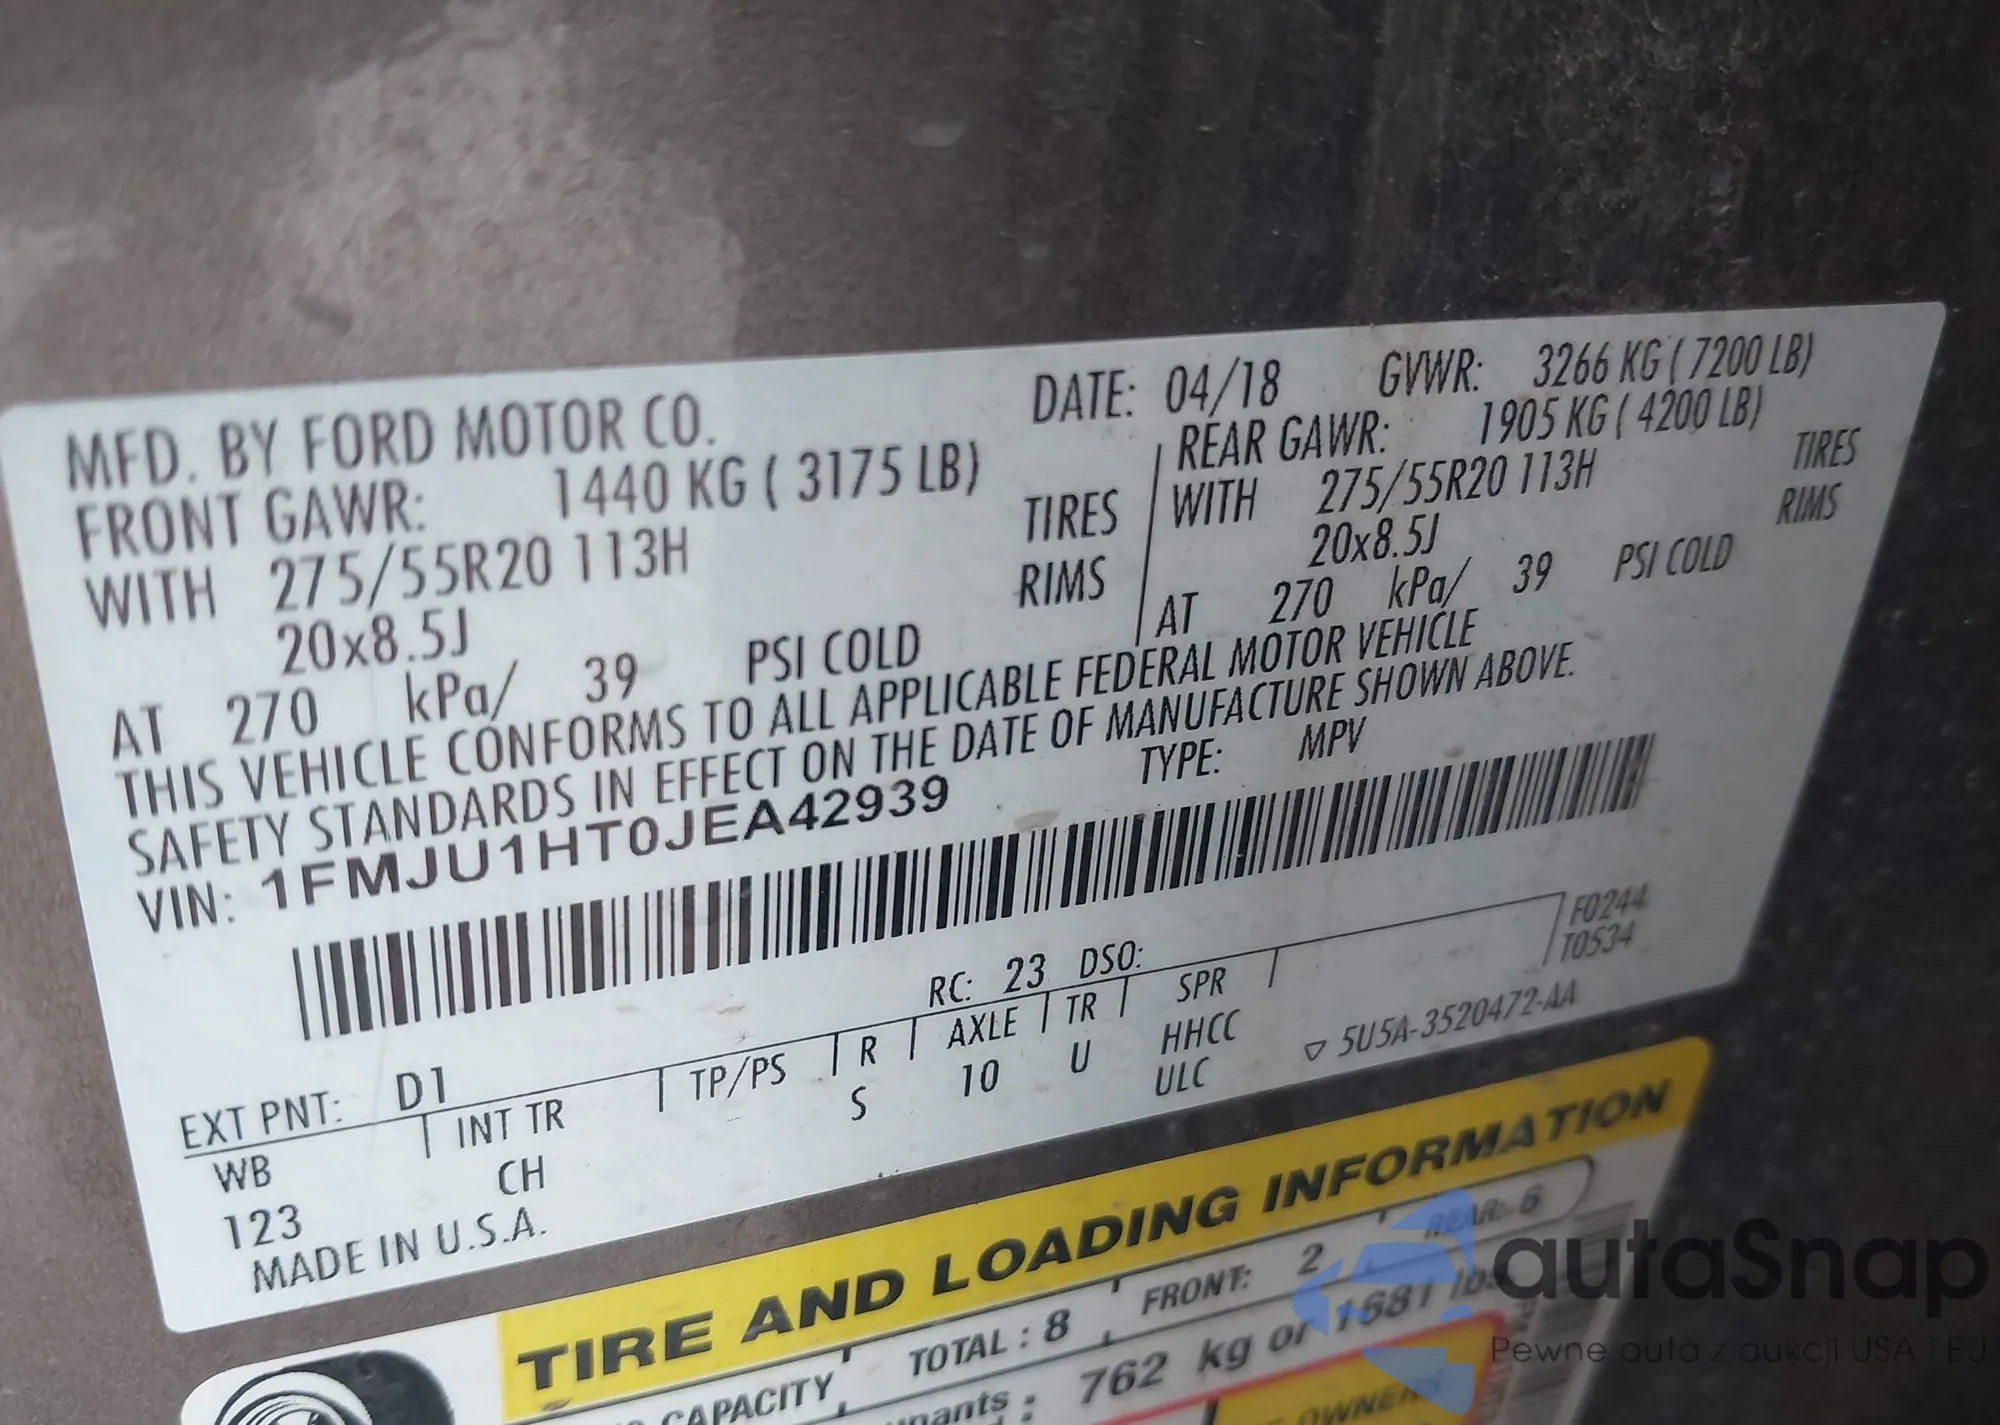 MFD. BY FORD MOTOR CO.
DATE: 04/18 GVWR: 3266 KG ( 7200 LB)
FRONT GAWR: 1440 KG ( 3175 LB)
WITH 275/55R20 113H TIRES
20x8.5J RIMS
AT 270 kPa/ 39 PSI COLD
REAR GAWR: 1905 KG ( 4200 LB)
WITH 275/55R20 113H TIRES
20x8.5J RIMS
AT 270 kPa/ 39 PSI COLD
THIS VEHICLE CONFORMS TO ALL APPLICABLE FEDERAL MOTOR VEHICLE
SAFETY STANDARDS IN EFFECT ON THE DATE OF MANUFACTURE SHOWN ABOVE.
VIN: 1FMJU1HT0JEA42939
TYPE: MPV
F0244
T0534
EXT PNT: D1 RC: 23 DSO:
WB INT TR TP/PS R AXLE TR SPR
123 CH S 10 U HHCC
ULC
MADE IN U.S.A.
▽ 5U5A-3520472-AA
TIRE AND LOADING INFORMATION
CAPACITY TOTAL : 8 FRONT: 2 REAR: 6
762 kg or 1681 lbs
OWNERS
autaSnap
Pewne auta z aukcji USA i EJ